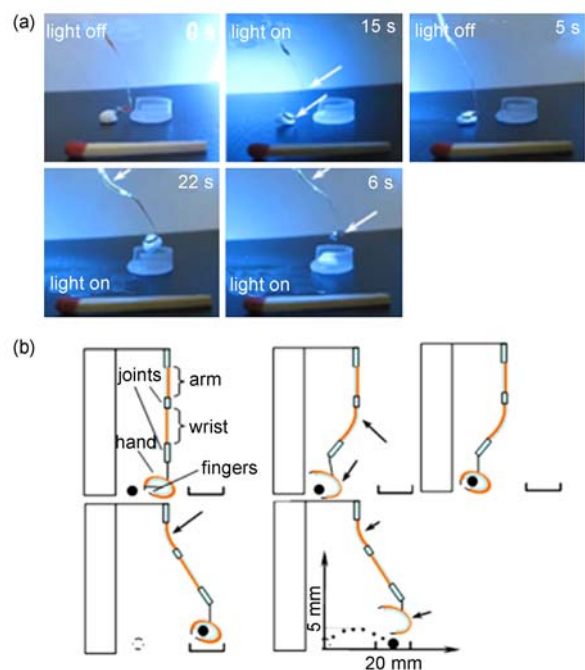 (a)
light off
0 s
light on
15 s
light off
5 s
22 s
light on
6 s
light on
(b)
joints
arm
wrist
hand
fingers
5 mm
20 mm